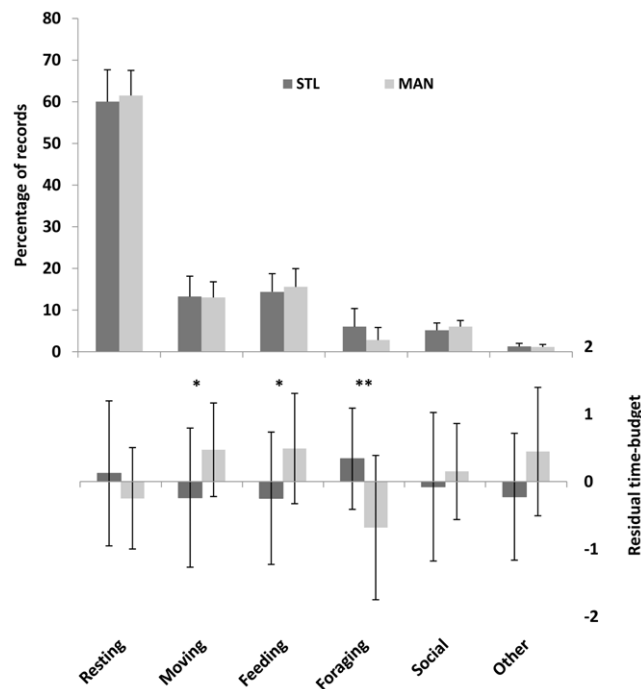 80
70
60
50
40
30
20
10
0
Percentage of records
STL MAN
2
1
0
-1
-2
Residual time-budget
* * **
Resting Moving Feeding Foraging Social Other